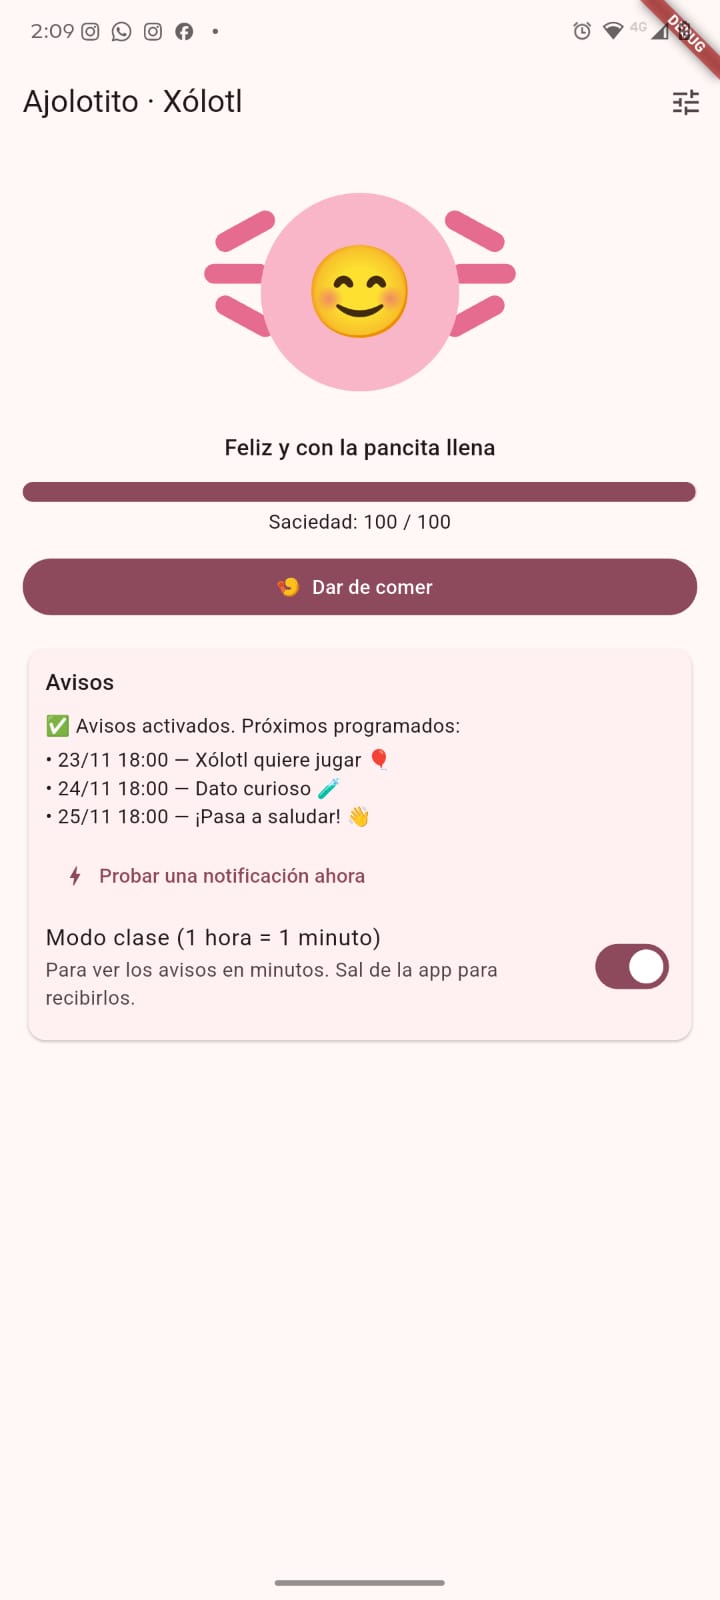 2:09
4G
DEBUG
Ajolotito · Xólotl
Feliz y con la pancita llena
Saciedad: 100 / 100
Dar de comer
Avisos
✅ Avisos activados. Próximos programados:
• 23/11 18:00 — Xólotl quiere jugar 🎈
• 24/11 18:00 — Dato curioso 🧪
• 25/11 18:00 — ¡Pasa a saludar! 👋
Probar una notificación ahora
Modo clase (1 hora = 1 minuto)
Para ver los avisos en minutos. Sal de la app para
recibirlos.